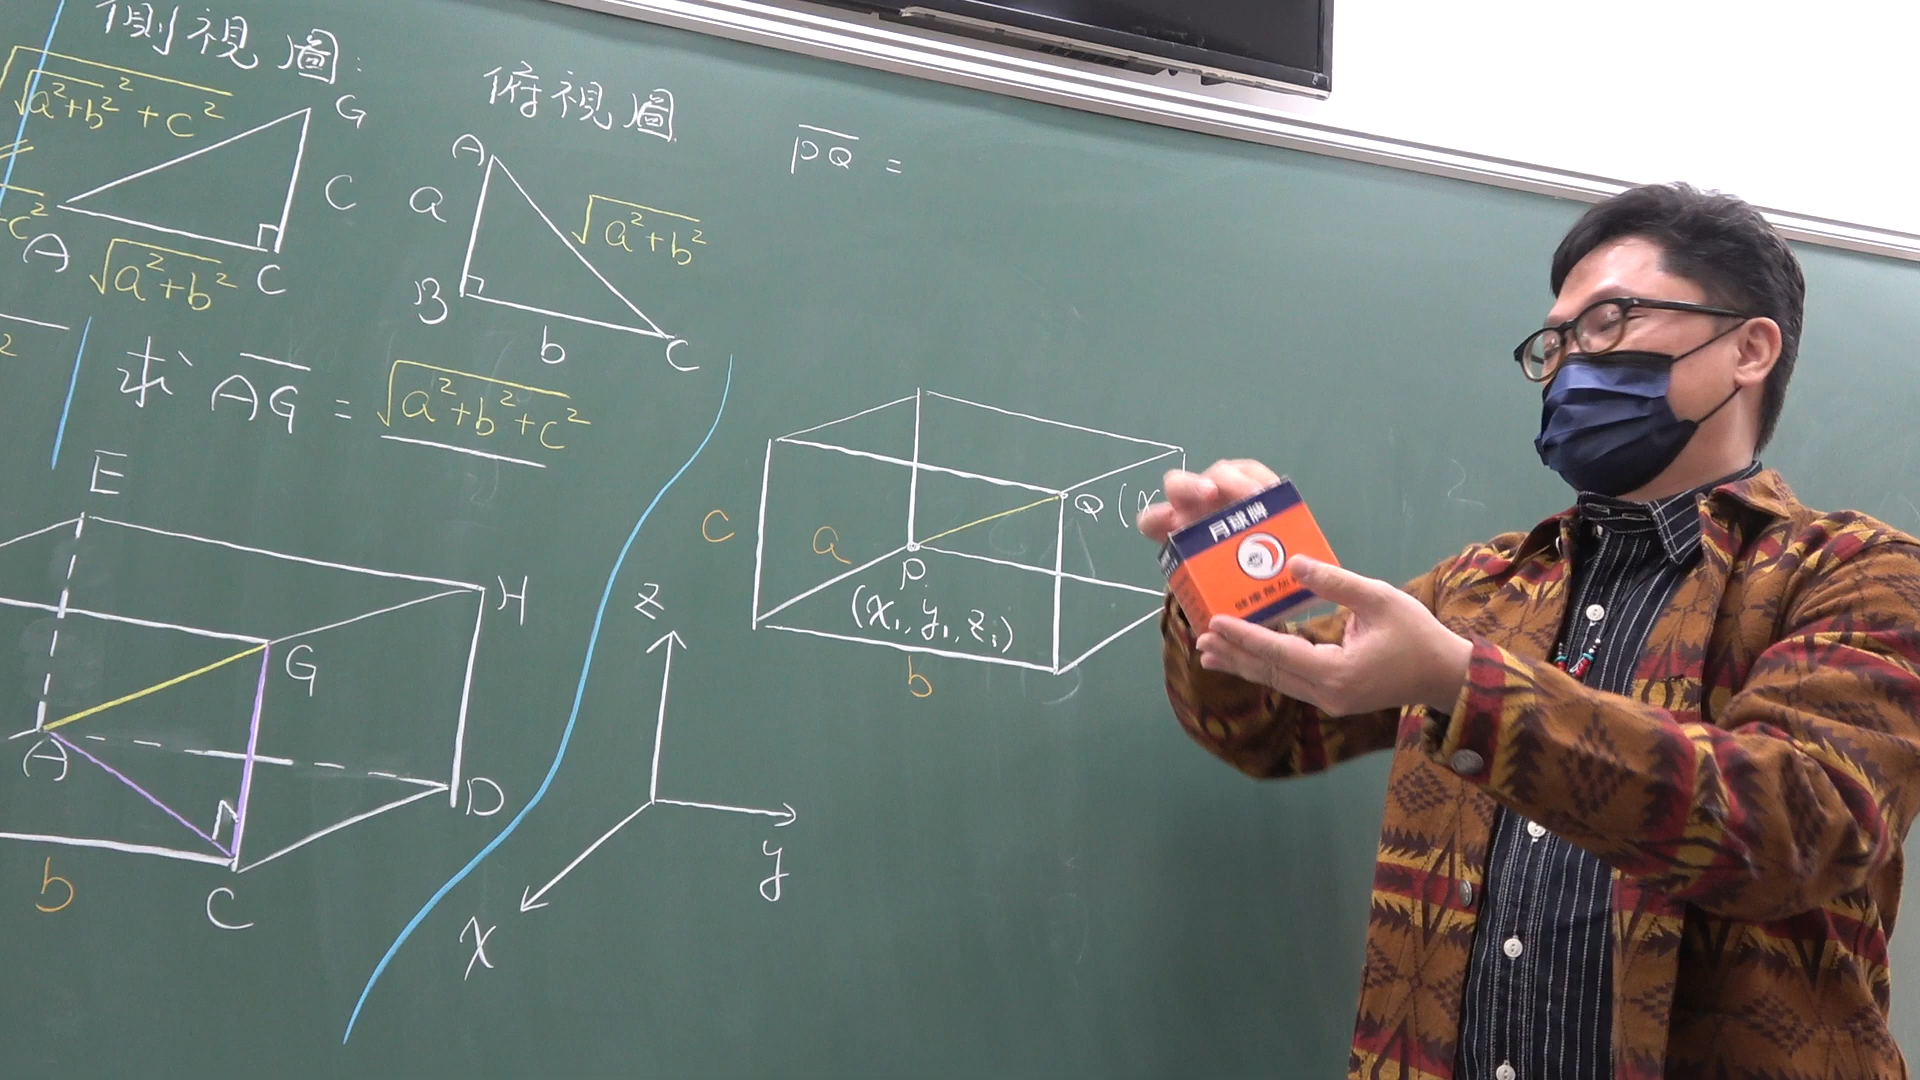 側視圖:
√(√(a²+b²)²+c²)
G
C
A
√(a²+b²)
C
俯視圖
A
a
√(a²+b²)
B
b
C
求 AG = √(a²+b²+c²)
E
H
G
A
D
b
C
PQ =
c
a
Q (x
P
(x₁, y₁, z₁)
b
z
y
x
月球牌